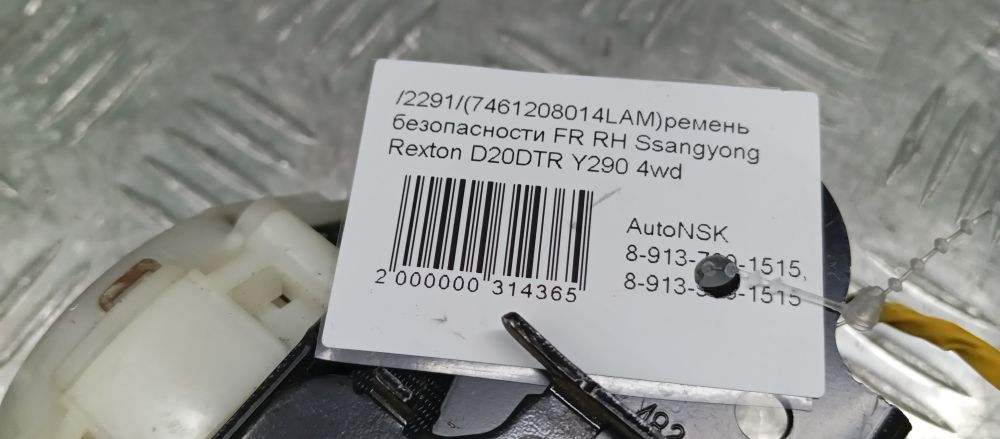 /2291/(7461208014LAM)ремень
безопасности FR RH Ssangyong
Rexton D20DTR Y290 4wd
AutoNSK
2 000000 314365